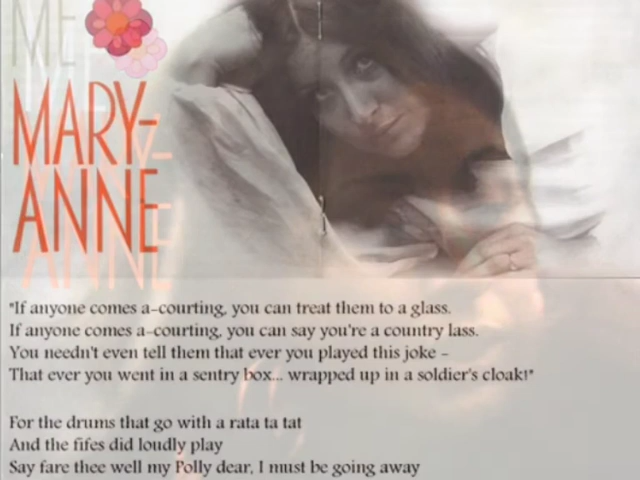 ME
MARY-
ANNE
"If anyone comes a-courting, you can treat them to a glass.
If anyone comes a-courting, you can say you're a country lass.
You needn't even tell them that ever you played this joke -
That ever you went in a sentry box... wrapped up in a soldier's cloak!"
For the drums that go with a rata ta tat
And the fifes did loudly play
Say fare thee well my Polly dear, I must be going away